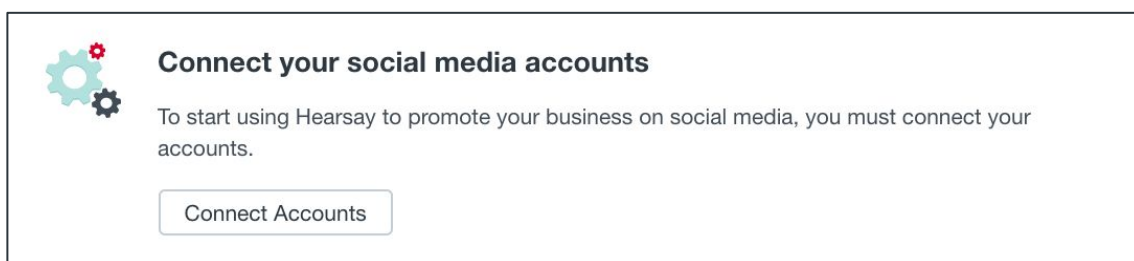 Connect your social media accounts
To start using Hearsay to promote your business on social media, you must connect your
accounts.
Connect Accounts